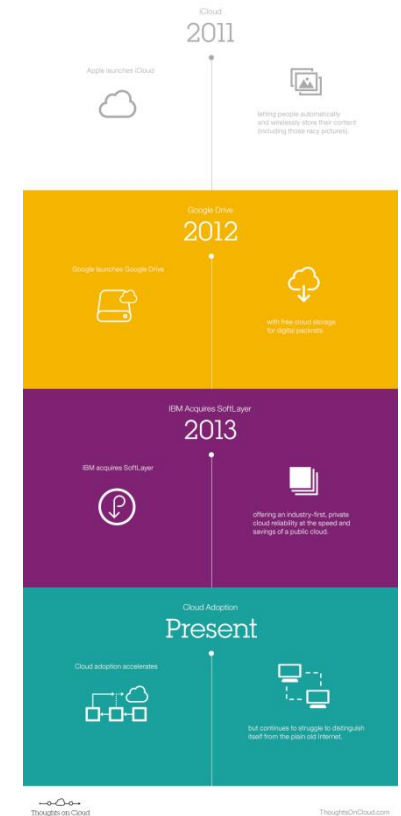 iCloud
2011
Apple launches iCloud
letting people automatically
and wirelessly store their content
(including those racy pictures).
Google Drive
2012
Google launches Google Drive
with free cloud storage
for digital packrats.
IBM Acquires SoftLayer
2013
IBM acquires SoftLayer
offering an industry-first, private
cloud reliability at the speed and
savings of a public cloud.
Cloud Adoption
Present
Cloud adoption accelerates
but continues to struggle to distinguish
itself from the plain old Internet.
Thoughts on Cloud
ThoughtsOnCloud.com